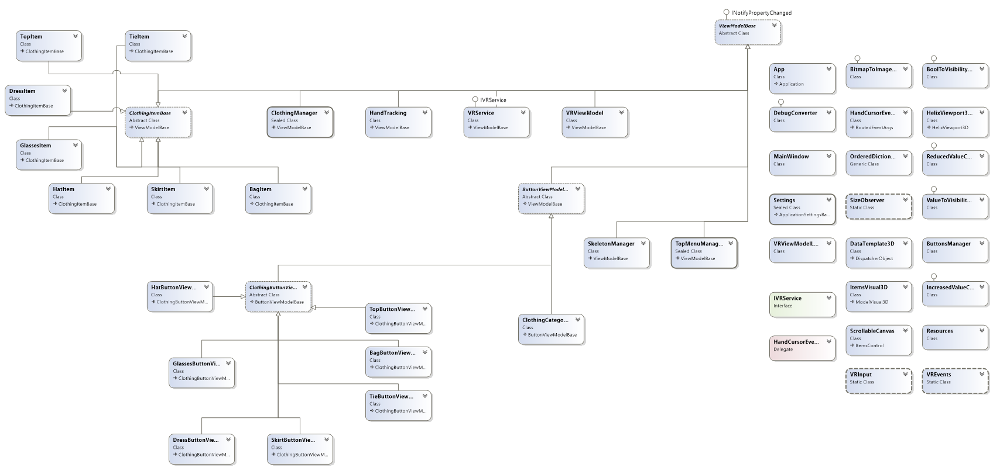 INotifyPropertyChanged
ViewModelBase
Abstract Class
TopItem
Class
ClothingItemBase
TieItem
Class
ClothingItemBase
DressItem
Class
ClothingItemBase
ClothingItemBase
Abstract Class
ViewModelBase
ClothingManager
Sealed Class
ViewModelBase
HandTracking
Class
ViewModelBase
IVRService
VRService
Class
ViewModelBase
VRViewModel
Class
ViewModelBase
GlassesItem
Class
ClothingItemBase
HatItem
Class
ClothingItemBase
SkirtItem
Class
ClothingItemBase
BagItem
Class
ClothingItemBase
ButtonViewModel...
Abstract Class
ViewModelBase
SkeletonManager
Class
ViewModelBase
TopMenuManag...
Sealed Class
ViewModelBase
HatButtonView...
Class
ClothingButtonViewM...
ClothingButtonVie...
Abstract Class
ButtonViewModelBase
TopButtonView...
Class
ClothingButtonViewM...
ClothingCatego...
Class
ButtonViewModelBase
GlassesButtonVi...
Class
ClothingButtonViewM...
BagButtonView...
Class
ClothingButtonViewM...
TieButtonView...
Class
ClothingButtonViewM...
DressButtonVie...
Class
ClothingButtonViewM...
SkirtButtonVie...
Class
ClothingButtonViewM...
App
Class
Application
BitmapToImage...
Class
BoolToVisibility...
Class
DebugConverter
Class
HandCursorEve...
Class
RoutedEventArgs
HelixViewport3...
Class
HelixViewport3D
MainWindow
Class
OrderedDiction...
Generic Class
ReducedValueC...
Class
Settings
Sealed Class
ApplicationSettingsBa...
SizeObserver
Static Class
ValueToVisibilit...
Class
VRViewModelL...
Class
DataTemplate3D
Class
DispatcherObject
ButtonsManager
Class
IVRService
Interface
ItemsVisual3D
Class
ModelVisual3D
IncreasedValueC...
Class
HandCursorEve...
Delegate
ScrollableCanvas
Class
ItemsControl
Resources
Class
VRInput
Static Class
VREvents
Static Class